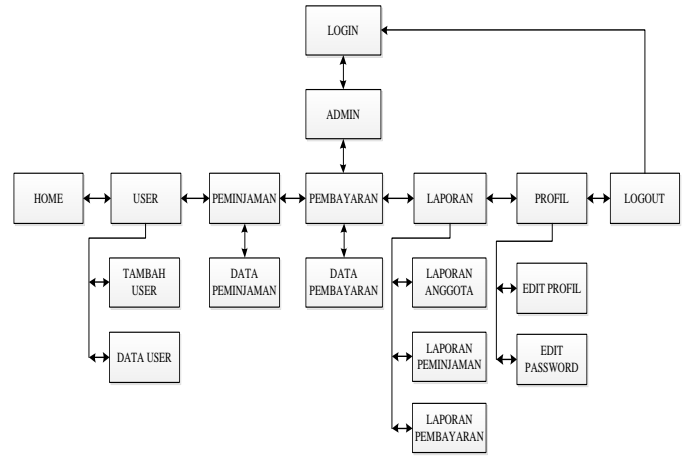 LOGIN
ADMIN
HOME
USER
PEMINJAMAN
PEMBAYARAN
LAPORAN
PROFIL
LOGOUT
TAMBAH
USER
DATA
PEMINJAMAN
DATA
PEMBAYARAN
LAPORAN
ANGGOTA
EDIT PROFIL
DATA USER
LAPORAN
PEMINJAMAN
EDIT
PASSWORD
LAPORAN
PEMBAYARAN